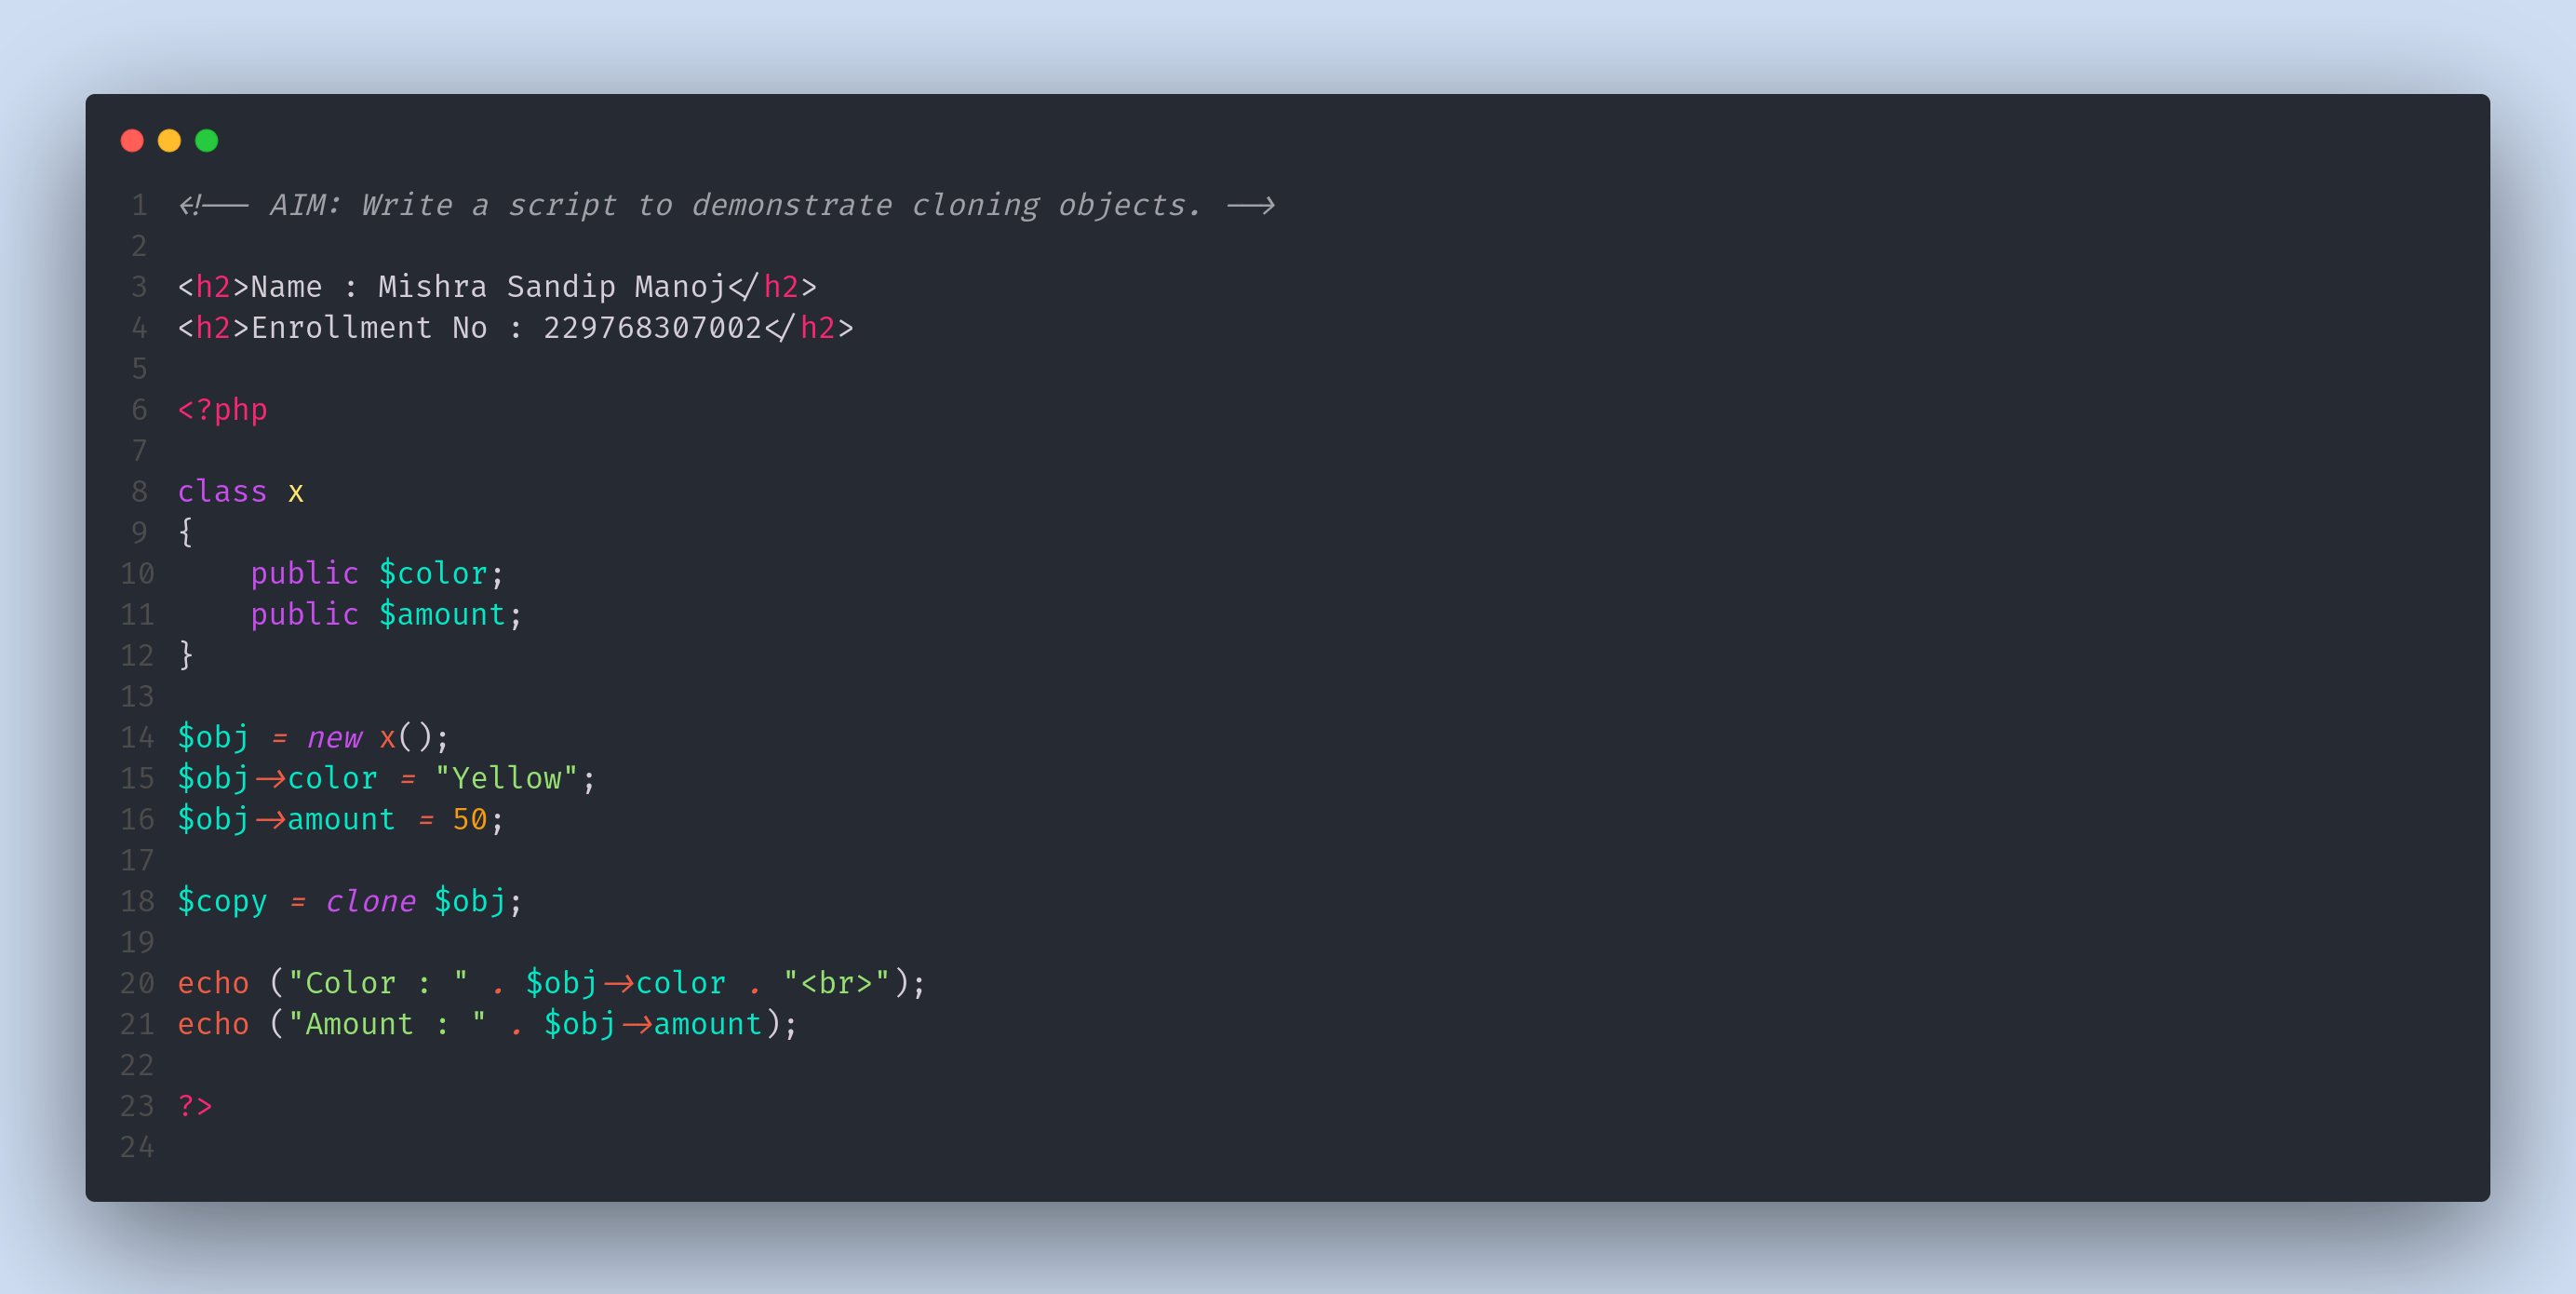 1 <!-- AIM: Write a script to demonstrate cloning objects. -->
2
3 <h2>Name : Mishra Sandip Manoj</h2>
4 <h2>Enrollment No : 229768307002</h2>
5
6 <?php
7
8 class x
9 {
10     public $color;
11     public $amount;
12 }
13
14 $obj = new x();
15 $obj->color = "Yellow";
16 $obj->amount = 50;
17
18 $copy = clone $obj;
19
20 echo ("Color : " . $obj->color . "<br>");
21 echo ("Amount : " . $obj->amount);
22
23 ?>
24